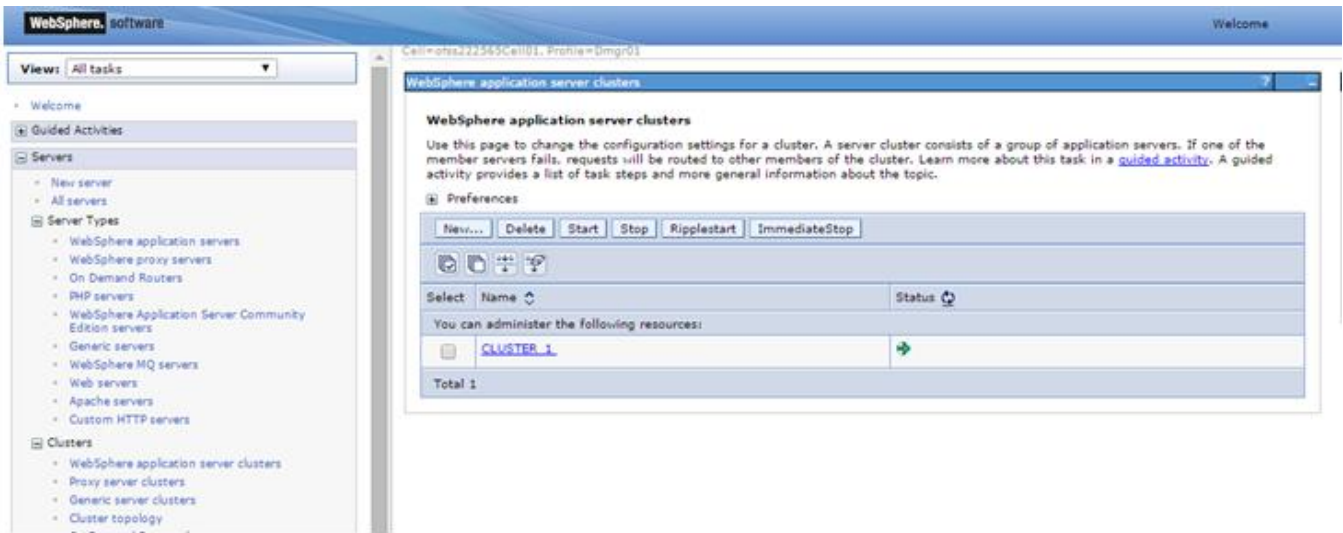 WebSphere. software
Welcome
View: All tasks
Cell=ohs222565Cell01, Profile=Dmgr01
WebSphere application server clusters
?
Welcome
Guided Activities
Servers
New server
All servers
Server Types
WebSphere application servers
WebSphere proxy servers
On Demand Routers
PHP servers
WebSphere Application Server Community
Edition servers
Generic servers
WebSphere MQ servers
Web servers
Apache servers
Custom HTTP servers
Clusters
WebSphere application server clusters
Proxy server clusters
Generic server clusters
Cluster topology
WebSphere application server clusters
Use this page to change the configuration settings for a cluster. A server cluster consists of a group of application servers. If one of the
member servers fails, requests will be routed to other members of the cluster. Learn more about this task in a guided activity. A guided
activity provides a list of task steps and more general information about the topic.
Preferences
New... Delete Start Stop Ripplestart ImmediateStop
Select Name Status
You can administer the following resources:
CLUSTER_1
Total 1